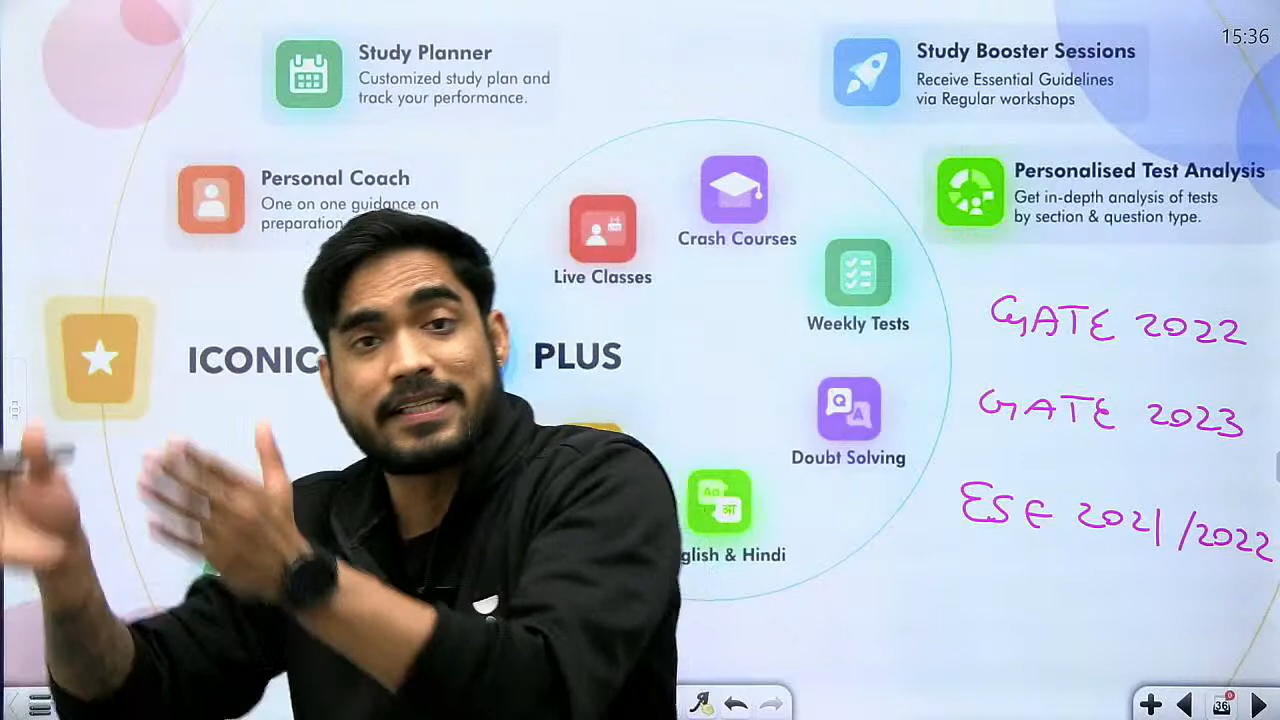 15:36
Study Planner
Customized study plan and
track your performance.
Study Booster Sessions
Receive Essential Guidelines
via Regular workshops
Personal Coach
One on one guidance on
preparation
Personalised Test Analysis
Get in-depth analysis of tests
by section & question type.
Crash Courses
Live Classes
Weekly Tests
ICONIC
PLUS
GATE 2022
GATE 2023
Q
A
Doubt Solving
ESE 2021/2022
Aa
अा
glish & Hindi
36